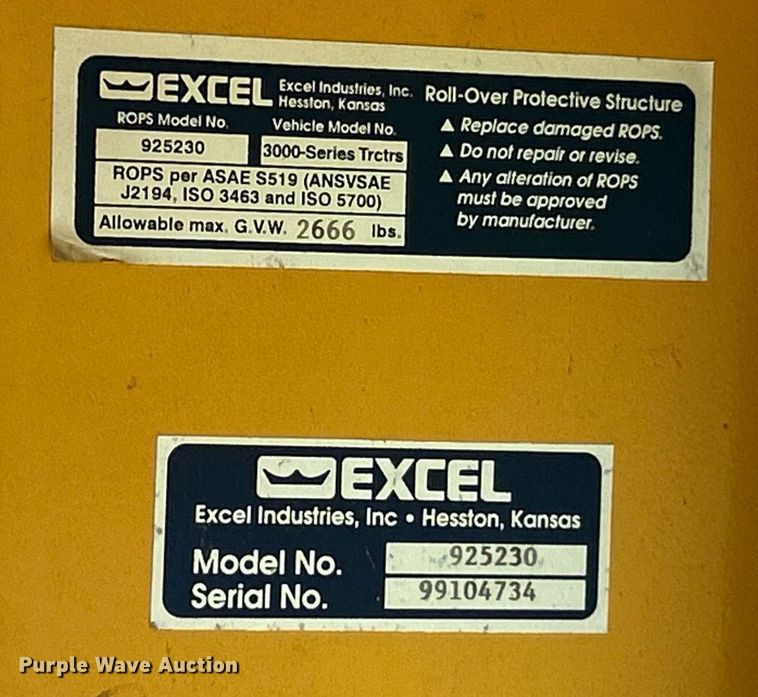 EXCEL Excel Industries, Inc.
Hesston, Kansas
ROPS Model No. Vehicle Model No.
925230 3000-Series Trctrs
ROPS per ASAE S519 (ANSVSAE
J2194, ISO 3463 and ISO 5700)
Allowable max. G.V.W. 2666 lbs.
Roll-Over Protective Structure
▲ Replace damaged ROPS.
▲ Do not repair or revise.
▲ Any alteration of ROPS
must be approved
by manufacturer.
EXCEL
Excel Industries, Inc • Hesston, Kansas
Model No. 925230
Serial No. 99104734
Purple Wave Auction